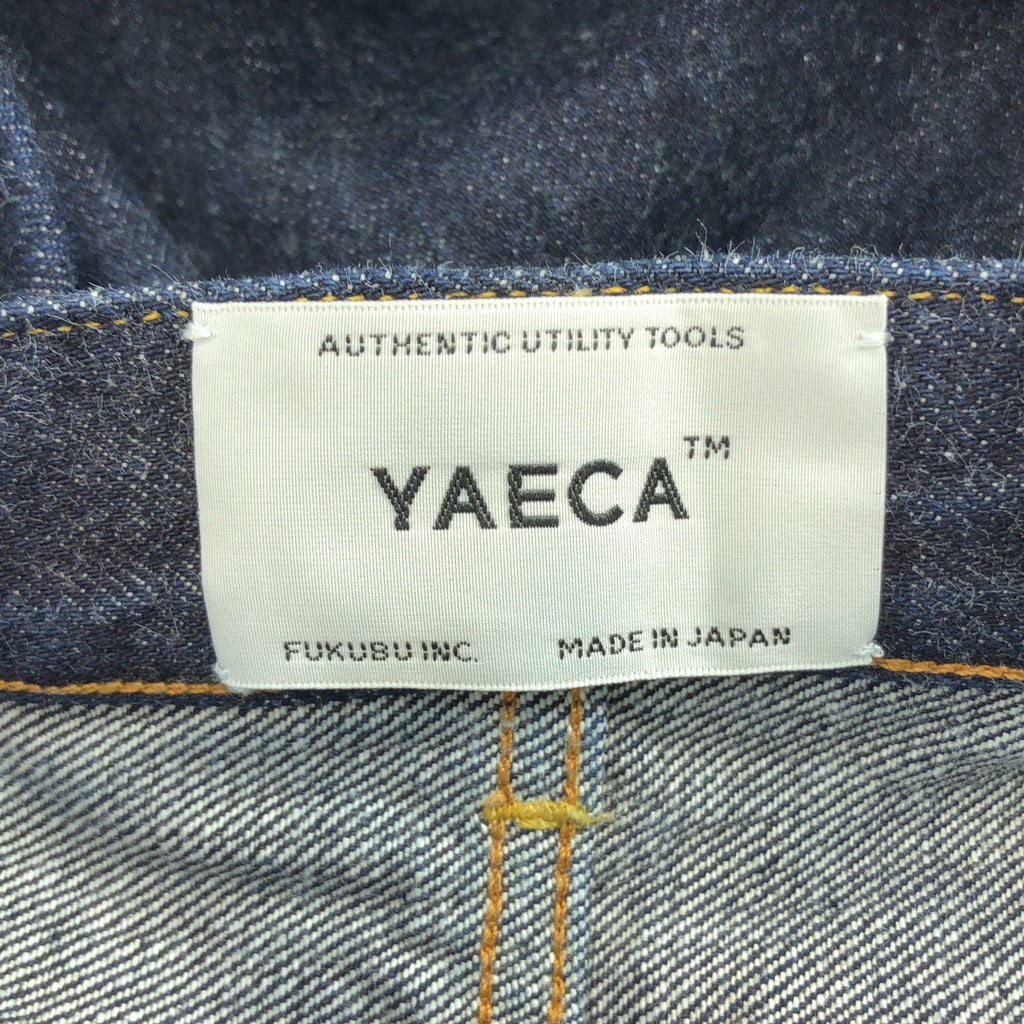 AUTHENTIC UTILITY TOOLS
YAECA™
FUKUBU INC. MADE IN JAPAN